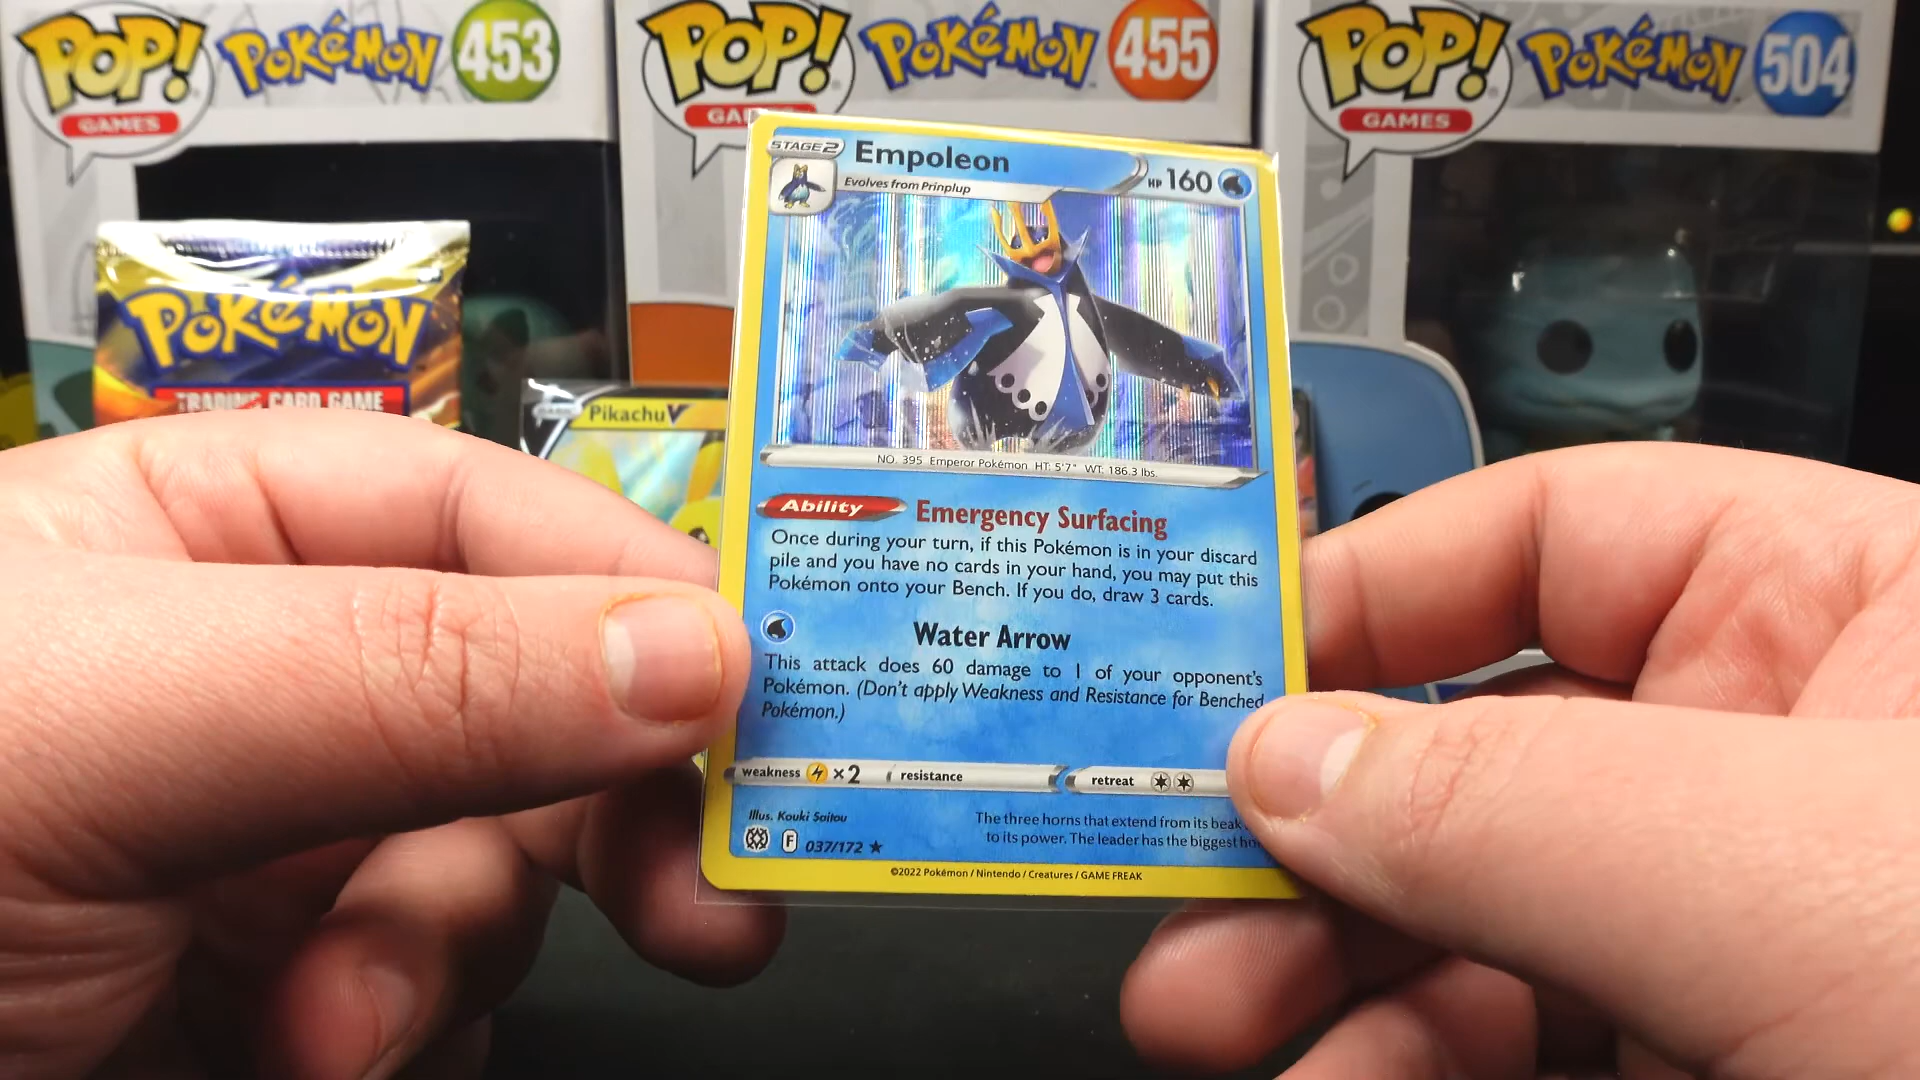 POP! POKéMON 453
GAMES
POP! POKéMON 455
GA
POP! POKéMON 504
GAMES
STAGE2 Empoleon HP 160
Evolves from Prinplup
NO. 395 Emperor Pokémon HT: 5'7" WT: 186.3 lbs.
POKéMON
TRADING CARD GAME
BASIC Pikachu V
Ability Emergency Surfacing
Once during your turn, if this Pokémon is in your discard
pile and you have no cards in your hand, you may put this
Pokémon onto your Bench. If you do, draw 3 cards.
Water Arrow
This attack does 60 damage to 1 of your opponent's
Pokémon. (Don't apply Weakness and Resistance for Benched
Pokémon.)
weakness ×2 resistance retreat
Illus. Kouki Saitou
F 037/172 ★
The three horns that extend from its beak
to its power. The leader has the biggest
©2022 Pokémon / Nintendo / Creatures / GAME FREAK